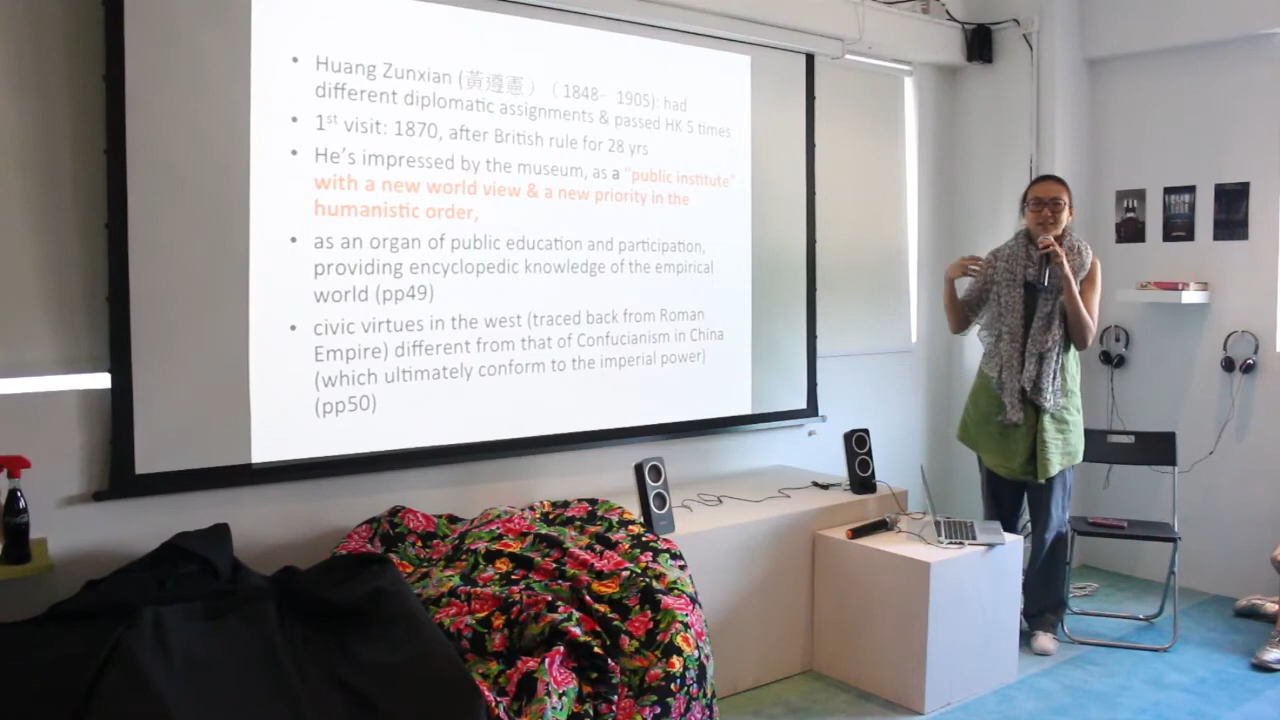 • Huang Zunxian (黃遵憲) (1848– 1905): had
different diplomatic assignments & passed HK 5 times
• 1st visit: 1870, after British rule for 28 yrs
• He's impressed by the museum, as a "public institute"
with a new world view & a new priority in the
humanistic order,
• as an organ of public education and participation,
providing encyclopedic knowledge of the empirical
world (pp49)
• civic virtues in the west (traced back from Roman
Empire) different from that of Confucianism in China
(which ultimately conform to the imperial power)
(pp50)